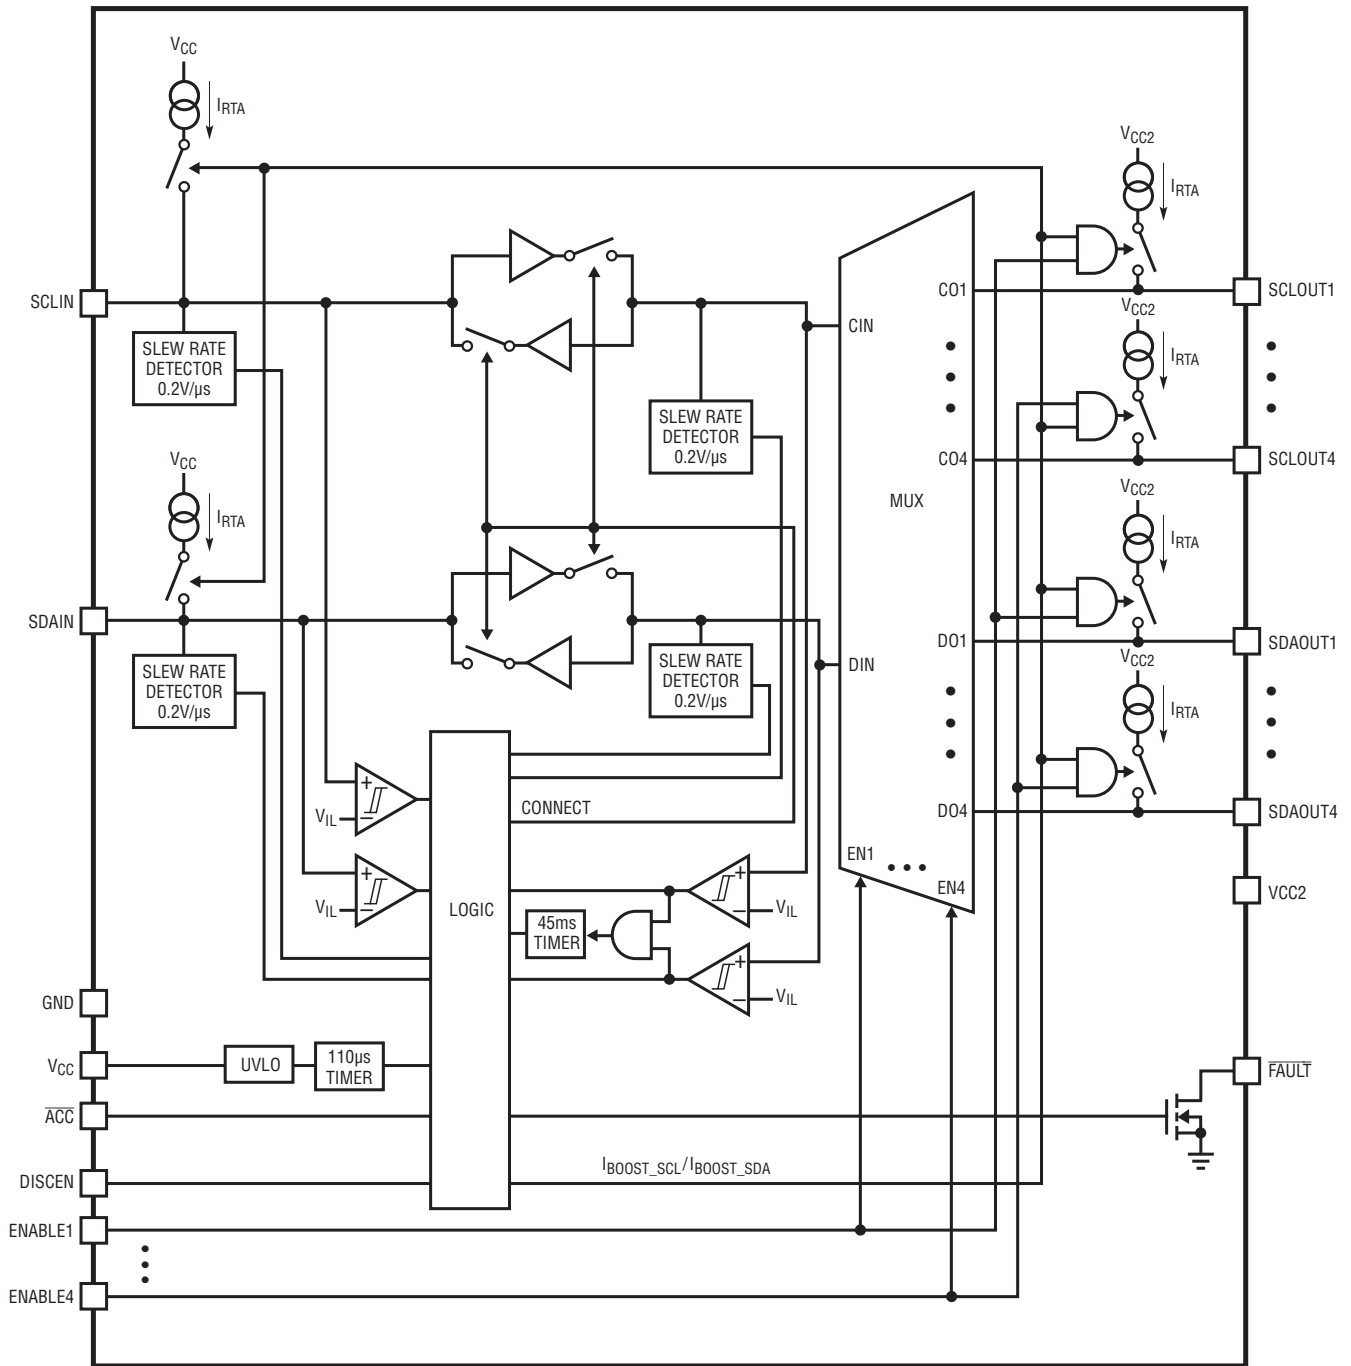 VCC
IRTA
VCC2
IRTA
SCLIN
CO1
SCLOUT1
CIN
VCC2
SLEW RATE
DETECTOR
0.2V/µs
IRTA
SLEW RATE
DETECTOR
0.2V/µs
VCC
CO4
SCLOUT4
MUX
VCC2
IRTA
IRTA
SDAIN
DO1
SDAOUT1
SLEW RATE
DETECTOR
0.2V/µs
SLEW RATE
DETECTOR
0.2V/µs
DIN
VCC2
IRTA
+
VIL
−
CONNECT
DO4
SDAOUT4
EN1
+
VIL
−
LOGIC
+
−
VIL
EN4
VCC2
45ms
TIMER
+
−
VIL
GND
VCC
UVLO
110µs
TIMER
FAULT
ACC
DISCEN
IBOOST_SCL/IBOOST_SDA
ENABLE1
ENABLE4